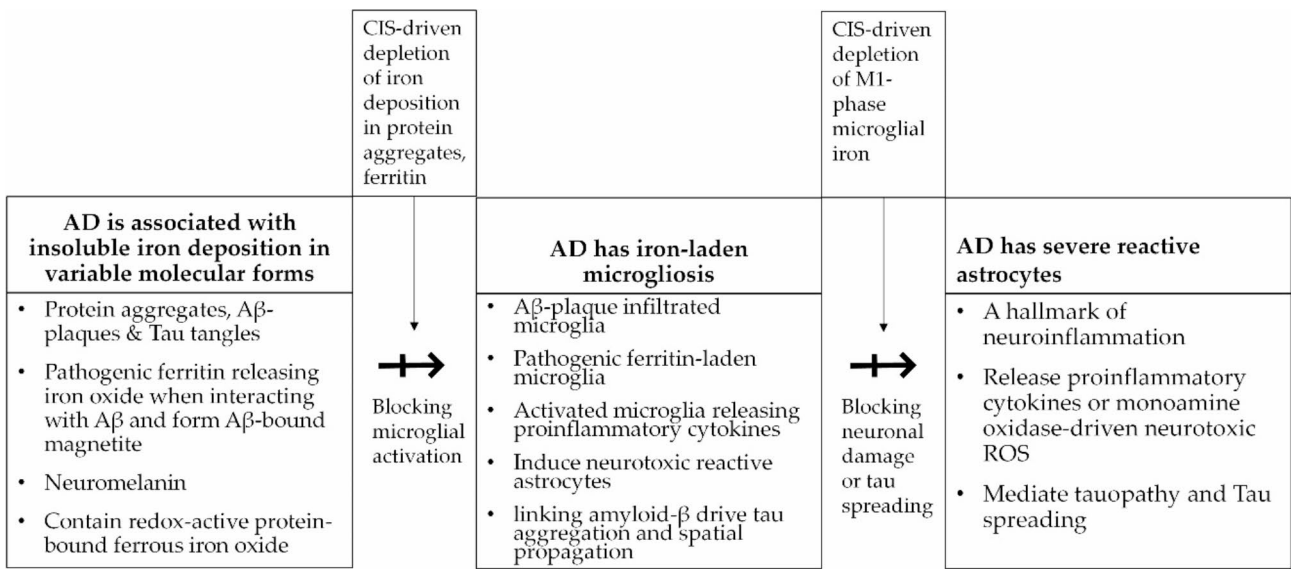 CIS-driven
depletion
of iron
deposition
in protein
aggregates,
ferritin
CIS-driven
depletion
of M1-
phase
microglial
iron
AD is associated with
insoluble iron deposition in
variable molecular forms
• Protein aggregates, Aβ-
plaques & Tau tangles
• Pathogenic ferritin releasing
iron oxide when interacting
with Aβ and form Aβ-bound
magnetite
• Neuromelanin
• Contain redox-active protein-
bound ferrous iron oxide
Blocking
microglial
activation
AD has iron-laden
microgliosis
• Aβ-plaque infiltrated
microglia
• Pathogenic ferritin-laden
microglia
• Activated microglia releasing
proinflammatory cytokines
• Induce neurotoxic reactive
astrocytes
• linking amyloid-β drive tau
aggregation and spatial
propagation
Blocking
neuronal
damage
or tau
spreading
AD has severe reactive
astrocytes
• A hallmark of
neuroinflammation
• Release proinflammatory
cytokines or monoamine
oxidase-driven neurotoxic
ROS
• Mediate tauopathy and Tau
spreading